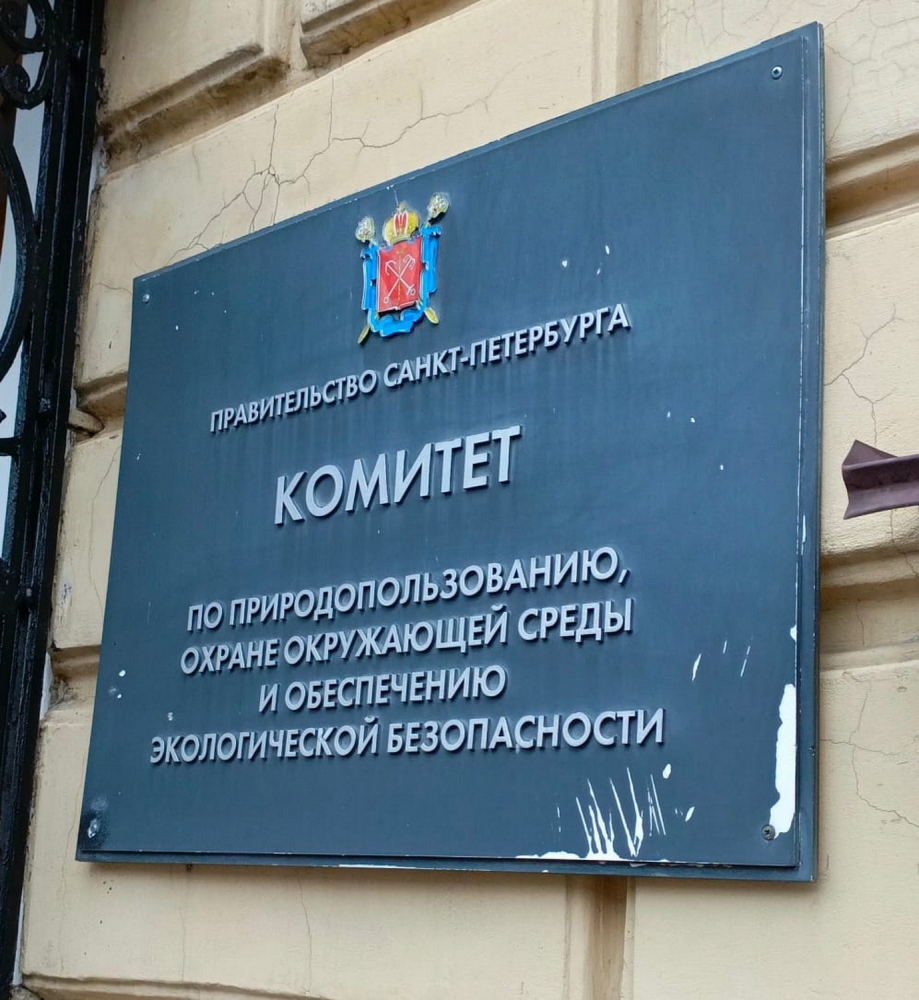 ПРАВИТЕЛЬСТВО САНКТ-ПЕТЕРБУРГА
КОМИТЕТ
ПО ПРИРОДОПОЛЬЗОВАНИЮ,
ОХРАНЕ ОКРУЖАЮЩЕЙ СРЕДЫ
И ОБЕСПЕЧЕНИЮ
ЭКОЛОГИЧЕСКОЙ БЕЗОПАСНОСТИ